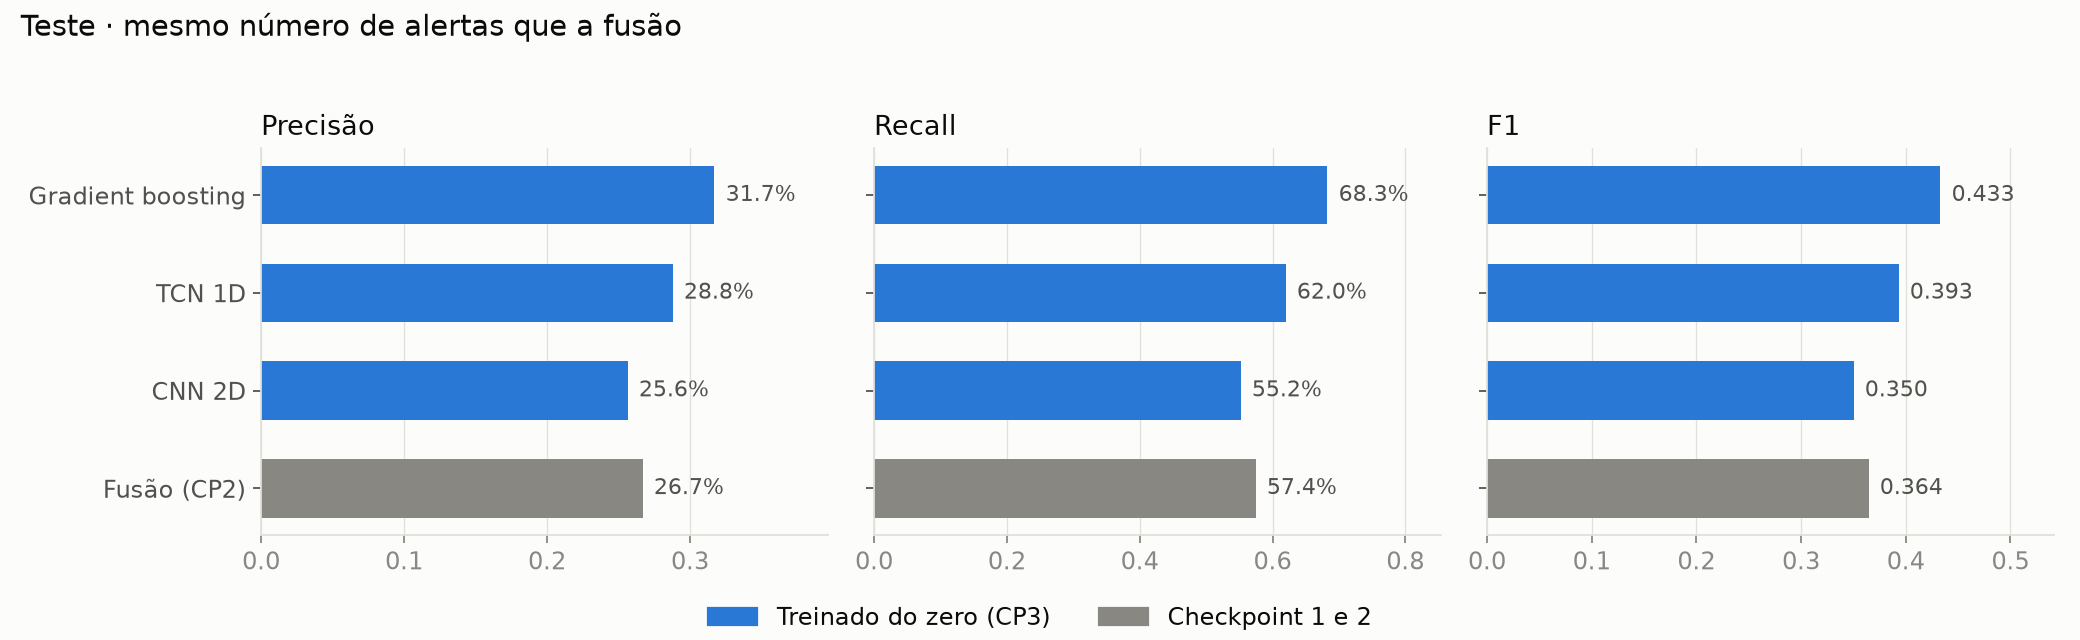 Teste · mesmo número de alertas que a fusão
Precisão
Gradient boosting
TCN 1D
CNN 2D
Fusão (CP2)
31.7%
28.8%
25.6%
26.7%
0.0 0.1 0.2 0.3
Recall
68.3%
62.0%
55.2%
57.4%
0.0 0.2 0.4 0.6 0.8
F1
0.433
0.393
0.350
0.364
0.0 0.1 0.2 0.3 0.4 0.5
Treinado do zero (CP3)
Checkpoint 1 e 2